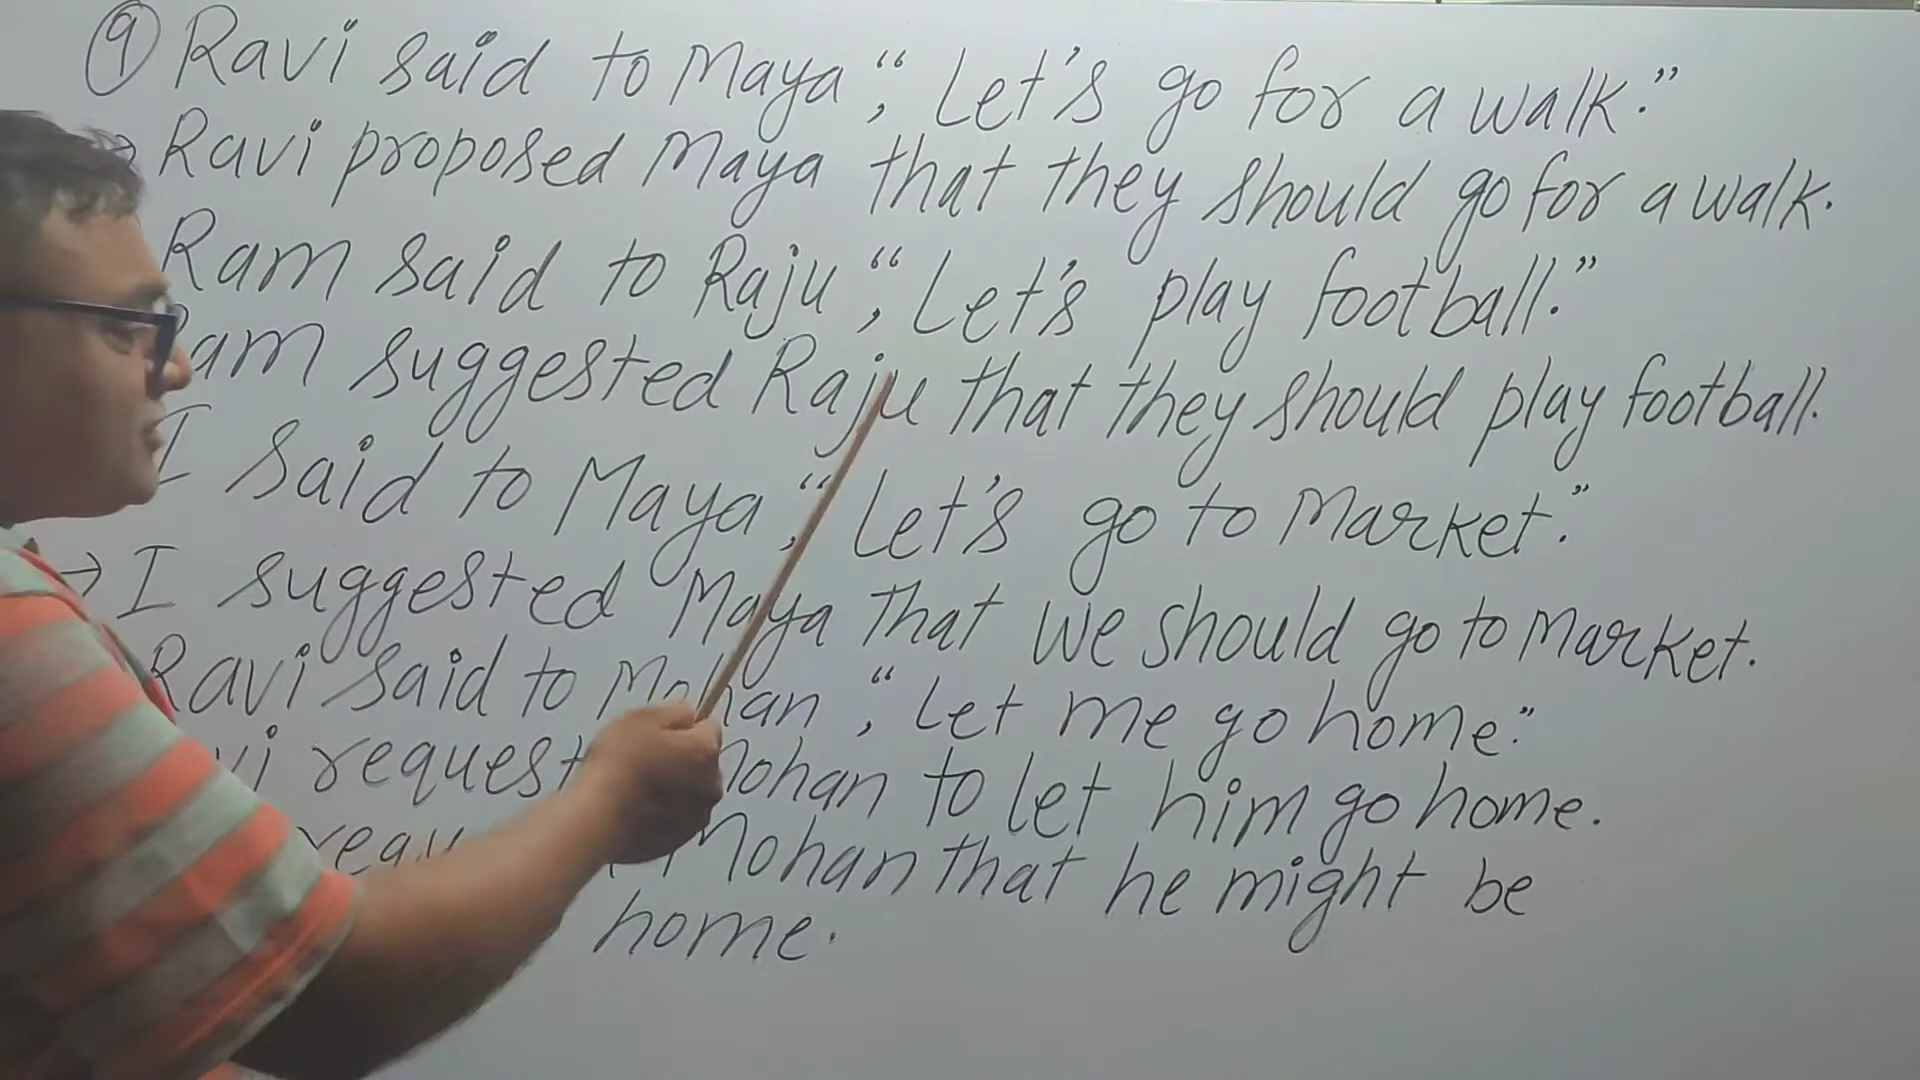 9 Ravi said to Maya, "Let's go for a walk."
Ravi proposed Maya that they should go for a walk.
Ram said to Raju, "Let's play football."
am suggested Raju that they should play football.
I said to Maya, "Let's go to Market."
→ I suggested Maya that we should go to Market.
Ravi said to Mohan, "Let me go home."
vi request Mohan to let him go home.
Mohan that he might be
home.